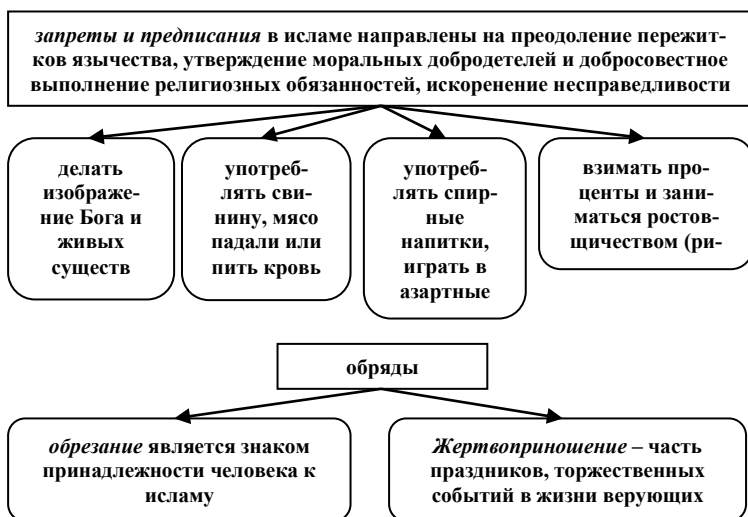 запреты и предписания в исламе направлены на преодоление пережит-
ков язычества, утверждение моральных добродетелей и добросовестное
выполнение религиозных обязанностей, искоренение несправедливости
делать
изображе-
ние Бога и
живых
существ
употреб-
лять сви-
нину, мясо
падали или
пить кровь
употреб-
лять спир-
ные
напитки,
играть в
азартные
взимать про-
центы и зани-
маться ростов-
щичеством (ри-
обряды
обрезание является знаком
принадлежности человека к
исламу
Жертвоприношение – часть
праздников, торжественных
событий в жизни верующих